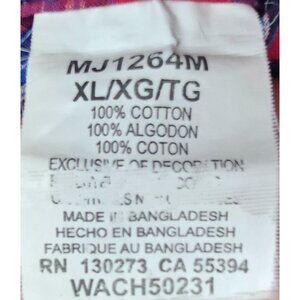 MJ1264M
XL/XG/TG
100% COTTON
100% ALGODON
100% COTON
EXCLUSIVE OF DECORATION
MADE IN BANGLADESH
HECHO EN BANGLADESH
FABRIQUE AU BANGLADESH
RN 130273 CA 55394
WACH50231